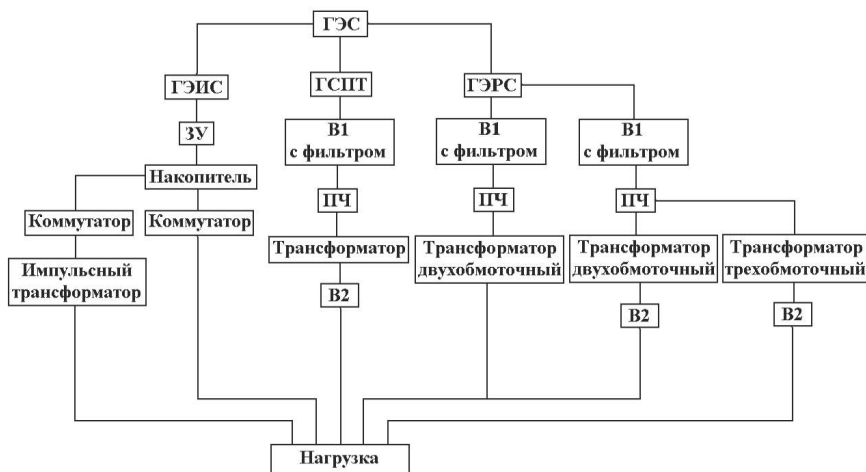 ГЭС
ГЭИС
ГСПТ
ГЭРС
ЗУ
В1
с фильтром
В1
с фильтром
В1
с фильтром
Накопитель
ПЧ
ПЧ
ПЧ
Коммутатор
Коммутатор
Трансформатор
Трансформатор
двухобмоточный
Трансформатор
двухобмоточный
Трансформатор
трехобмоточный
Импульсный
трансформатор
В2
В2
В2
Нагрузка